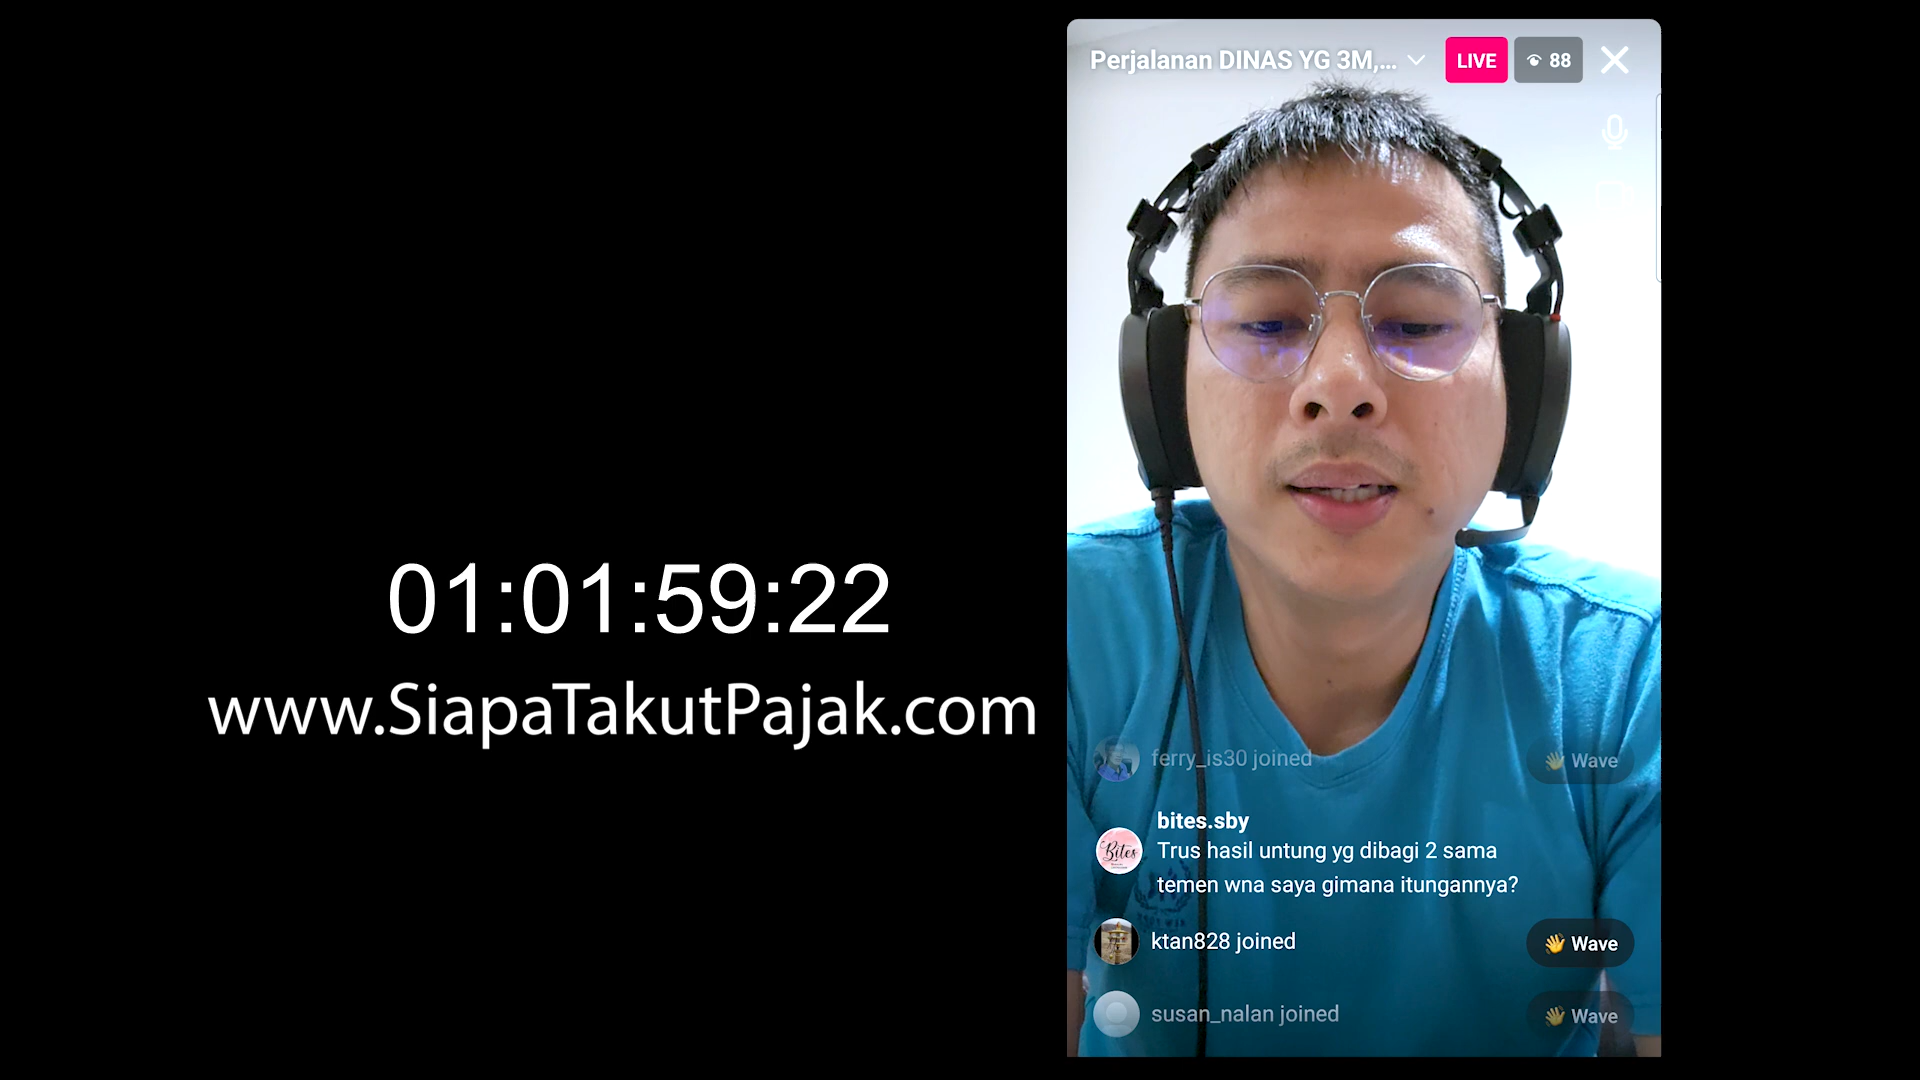 Perjalanan DINAS YG 3M,...
LIVE
88
01:01:59:22
www.SiapaTakutPajak.com
ferry_is30 joined
Wave
bites.sby
Bites
Trus hasil untung yg dibagi 2 sama
temen wna saya gimana itungannya?
ktan828 joined
Wave
susan_nalan joined
Wave